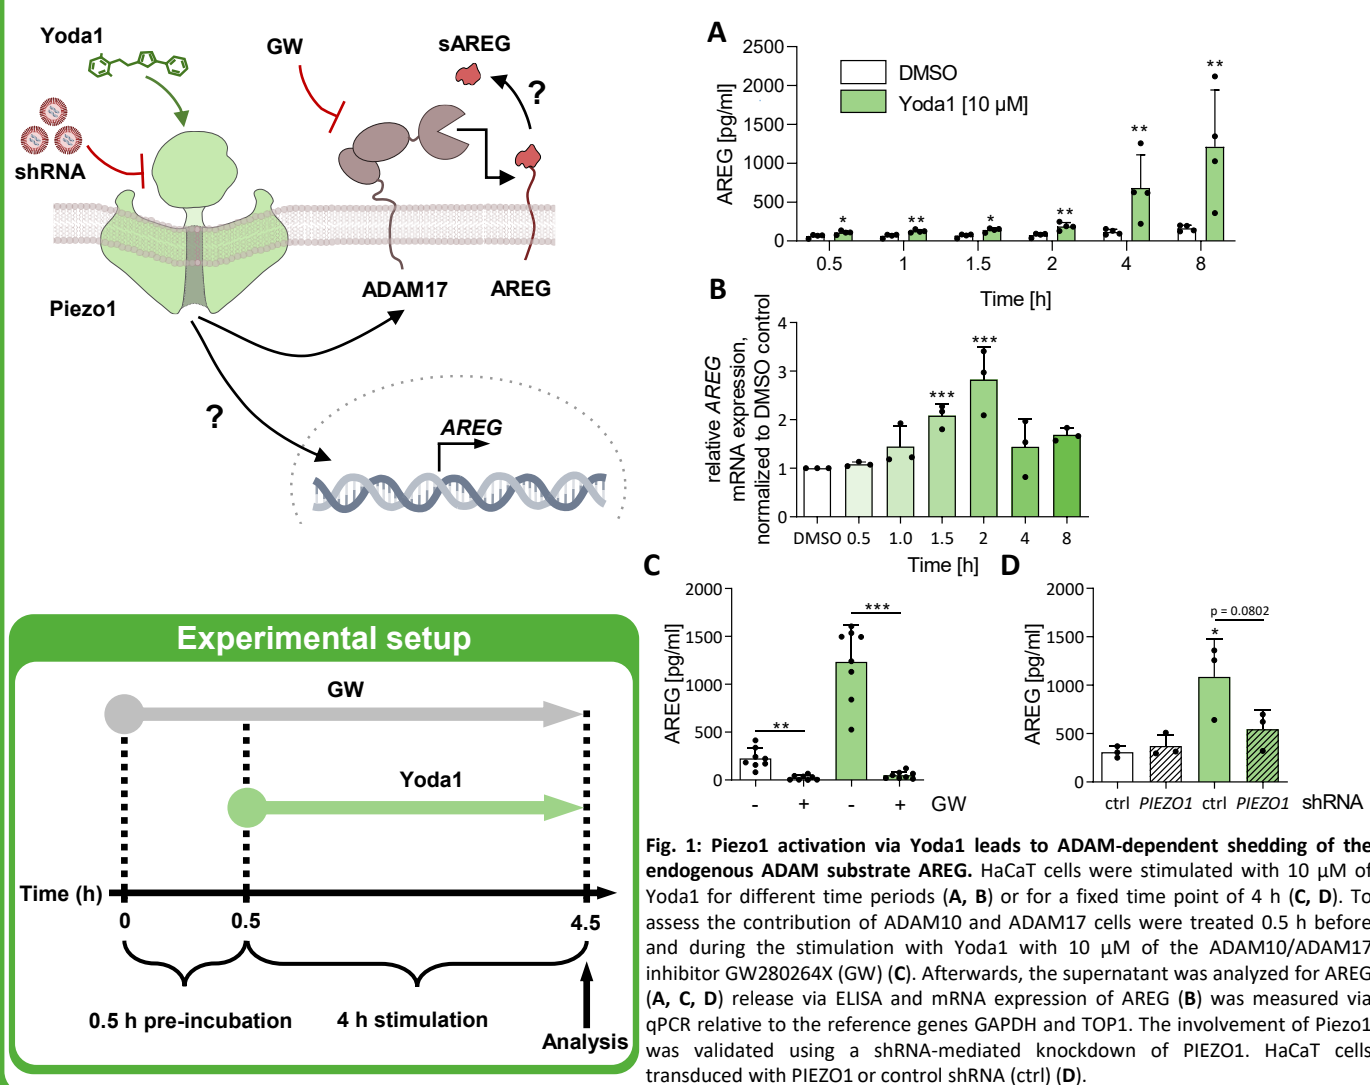 Yoda1
GW
sAREG
?
shRNA
Piezo1
ADAM17
AREG
?
AREG
Experimental setup
GW
Yoda1
Time (h)
0
0.5
4.5
0.5 h pre-incubation
4 h stimulation
Analysis
A
AREG [pg/ml]
2500
2000
1500
1000
500
0
DMSO
Yoda1 [10 µM]
*
**
*
**
**
**
0.5
1
1.5
2
4
8
Time [h]
B
relative AREG
mRNA expression,
normalized to DMSO control
4
3
2
1
0
***
***
DMSO
0.5
1.0
1.5
2
4
8
Time [h]
C
AREG [pg/ml]
2000
1500
1000
500
0
**
***
-
+
-
+
GW
D
AREG [pg/ml]
2000
1500
1000
500
0
p = 0.0802
*
ctrl
PIEZO1
ctrl
PIEZO1
shRNA
Fig. 1: Piezo1 activation via Yoda1 leads to ADAM-dependent shedding of the
endogenous ADAM substrate AREG. HaCaT cells were stimulated with 10 µM of
Yoda1 for different time periods (A, B) or for a fixed time point of 4 h (C, D). To
assess the contribution of ADAM10 and ADAM17 cells were treated 0.5 h before
and during the stimulation with Yoda1 with 10 µM of the ADAM10/ADAM17
inhibitor GW280264X (GW) (C). Afterwards, the supernatant was analyzed for AREG
(A, C, D) release via ELISA and mRNA expression of AREG (B) was measured via
qPCR relative to the reference genes GAPDH and TOP1. The involvement of Piezo1
was validated using a shRNA-mediated knockdown of PIEZO1. HaCaT cells
transduced with PIEZO1 or control shRNA (ctrl) (D).